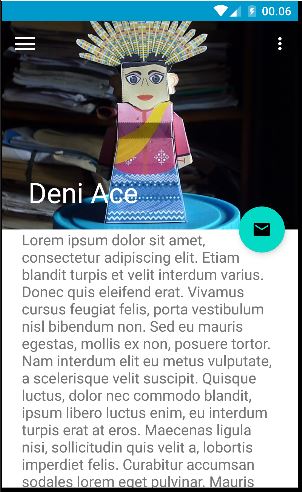 00.06
Deni Ace
Lorem ipsum dolor sit amet,
consectetur adipiscing elit. Etiam
blandit turpis et velit interdum varius.
Donec quis eleifend erat. Vivamus
cursus feugiat felis, porta vestibulum
nisl bibendum non. Sed eu mauris
egestas, mollis ex non, posuere tortor.
Nam interdum elit eu metus vulputate,
a scelerisque velit suscipit. Quisque
luctus, dolor nec commodo blandit,
ipsum libero luctus enim, eu interdum
turpis erat at eros. Maecenas ligula
nisi, sollicitudin quis velit a, lobortis
imperdiet felis. Curabitur accumsan
sodales lorem eget pulvinar. Mauris